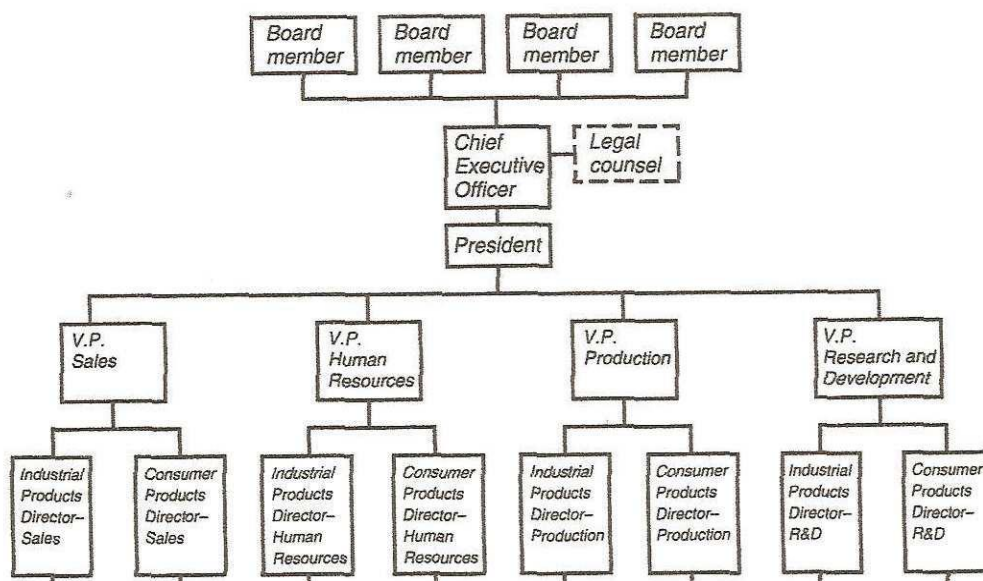 Board
member
Board
member
Board
member
Board
member
Chief
Executive
Officer
Legal
counsel
President
V.P.
Sales
V.P.
Human
Resources
V.P.
Production
V.P.
Research and
Development
Industrial
Products
Director–
Sales
Consumer
Products
Director–
Sales
Industrial
Products
Director–
Human
Resources
Consumer
Products
Director–
Human
Resources
Industrial
Products
Director–
Production
Consumer
Products
Director–
Production
Industrial
Products
Director–
R&D
Consumer
Products
Director–
R&D